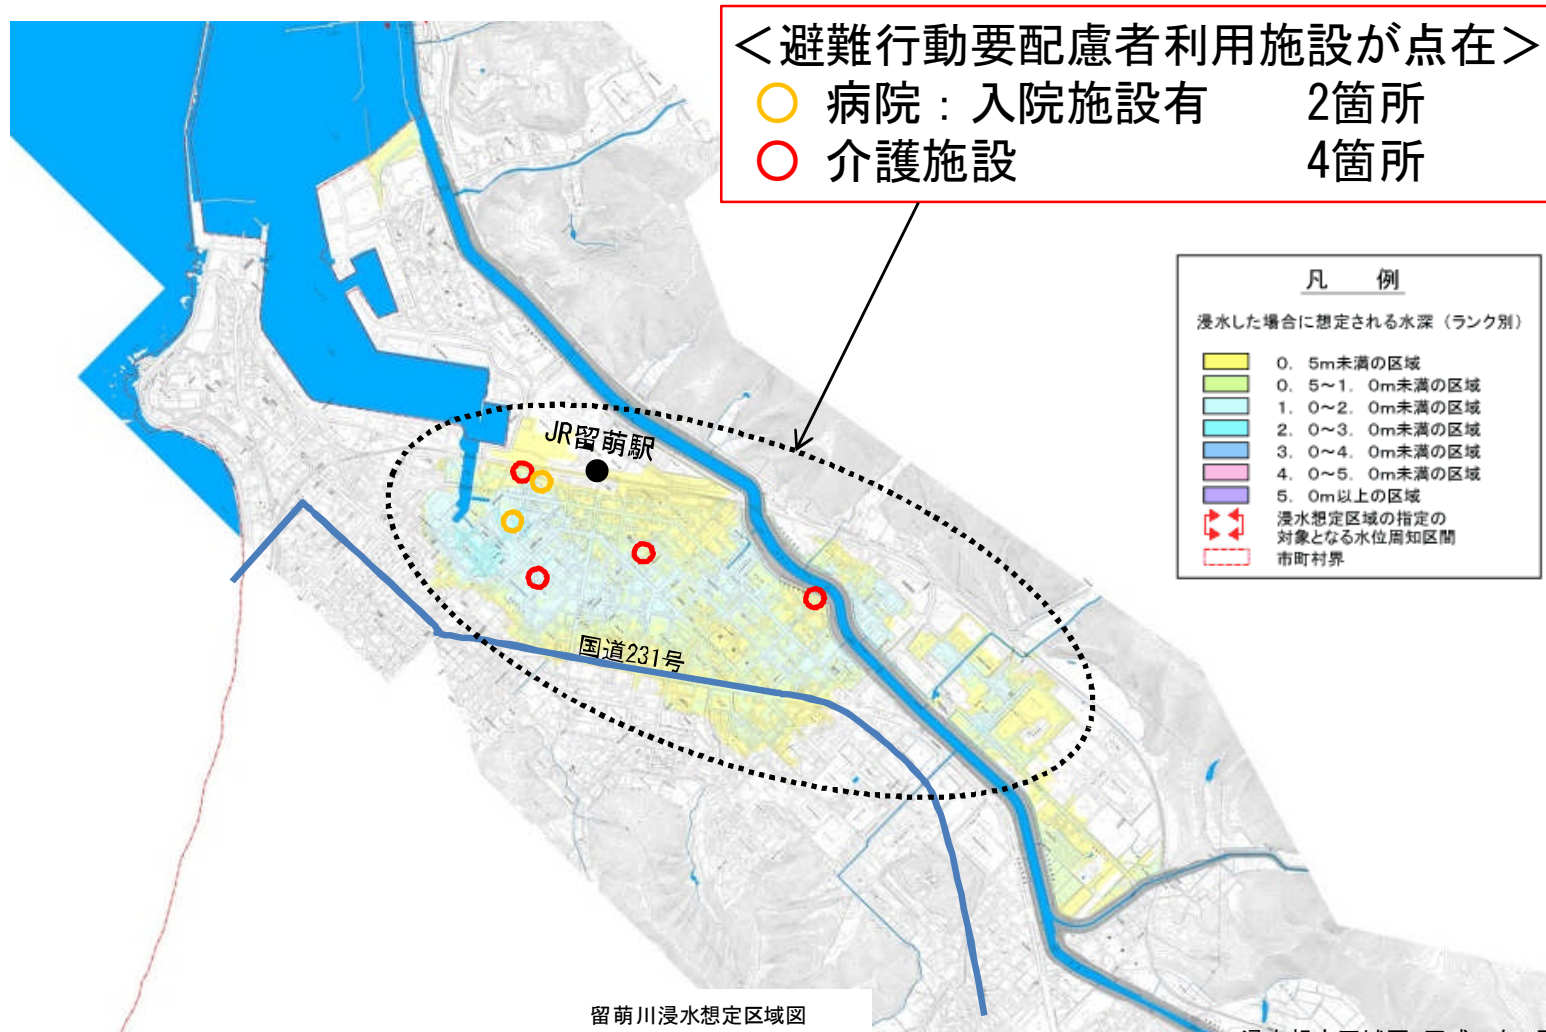 ＜避難行動要配慮者利用施設が点在＞
病院：入院施設有　2箇所
介護施設　4箇所
凡　例
浸水した場合に想定される水深（ランク別）
0．5m未満の区域
0．5～1．0m未満の区域
1．0～2．0m未満の区域
2．0～3．0m未満の区域
3．0～4．0m未満の区域
4．0～5．0m未満の区域
5．0m以上の区域
浸水想定区域の指定の
対象となる水位周知区間
市町村界
JR留萌駅
国道231号
留萌川浸水想定区域図